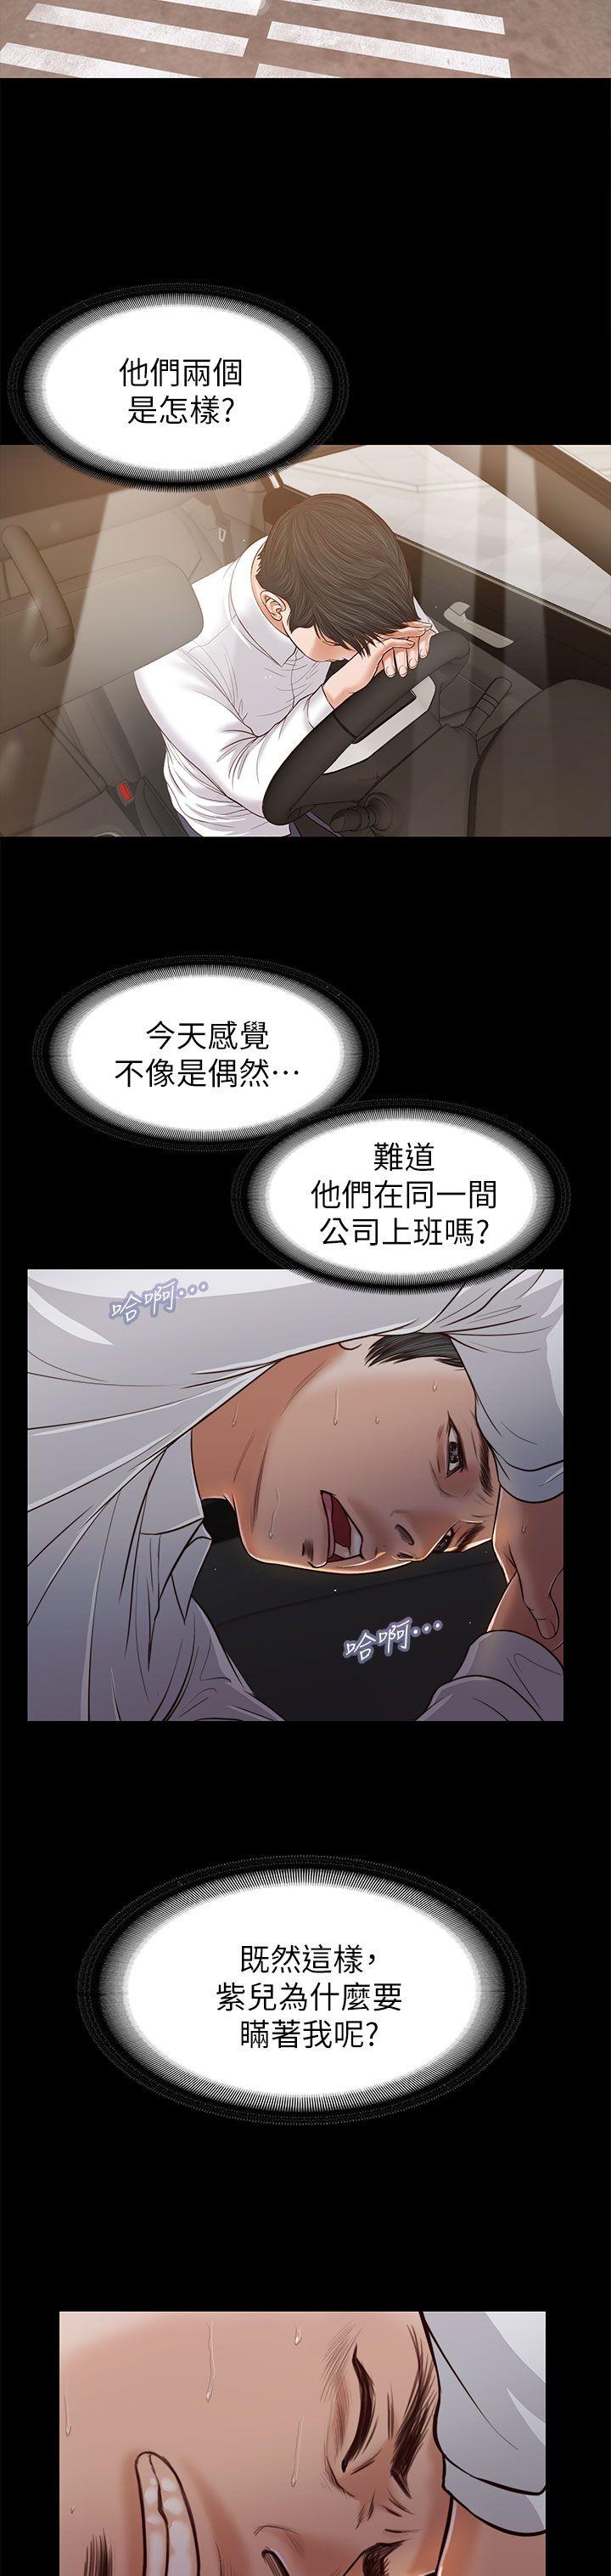 他們兩個
是怎樣?
今天感覺
不像是偶然…
難道
他們在同一間
公司上班嗎?
哈啊…
哈啊…
既然這樣，
紫兒為什麼要
瞞著我呢?